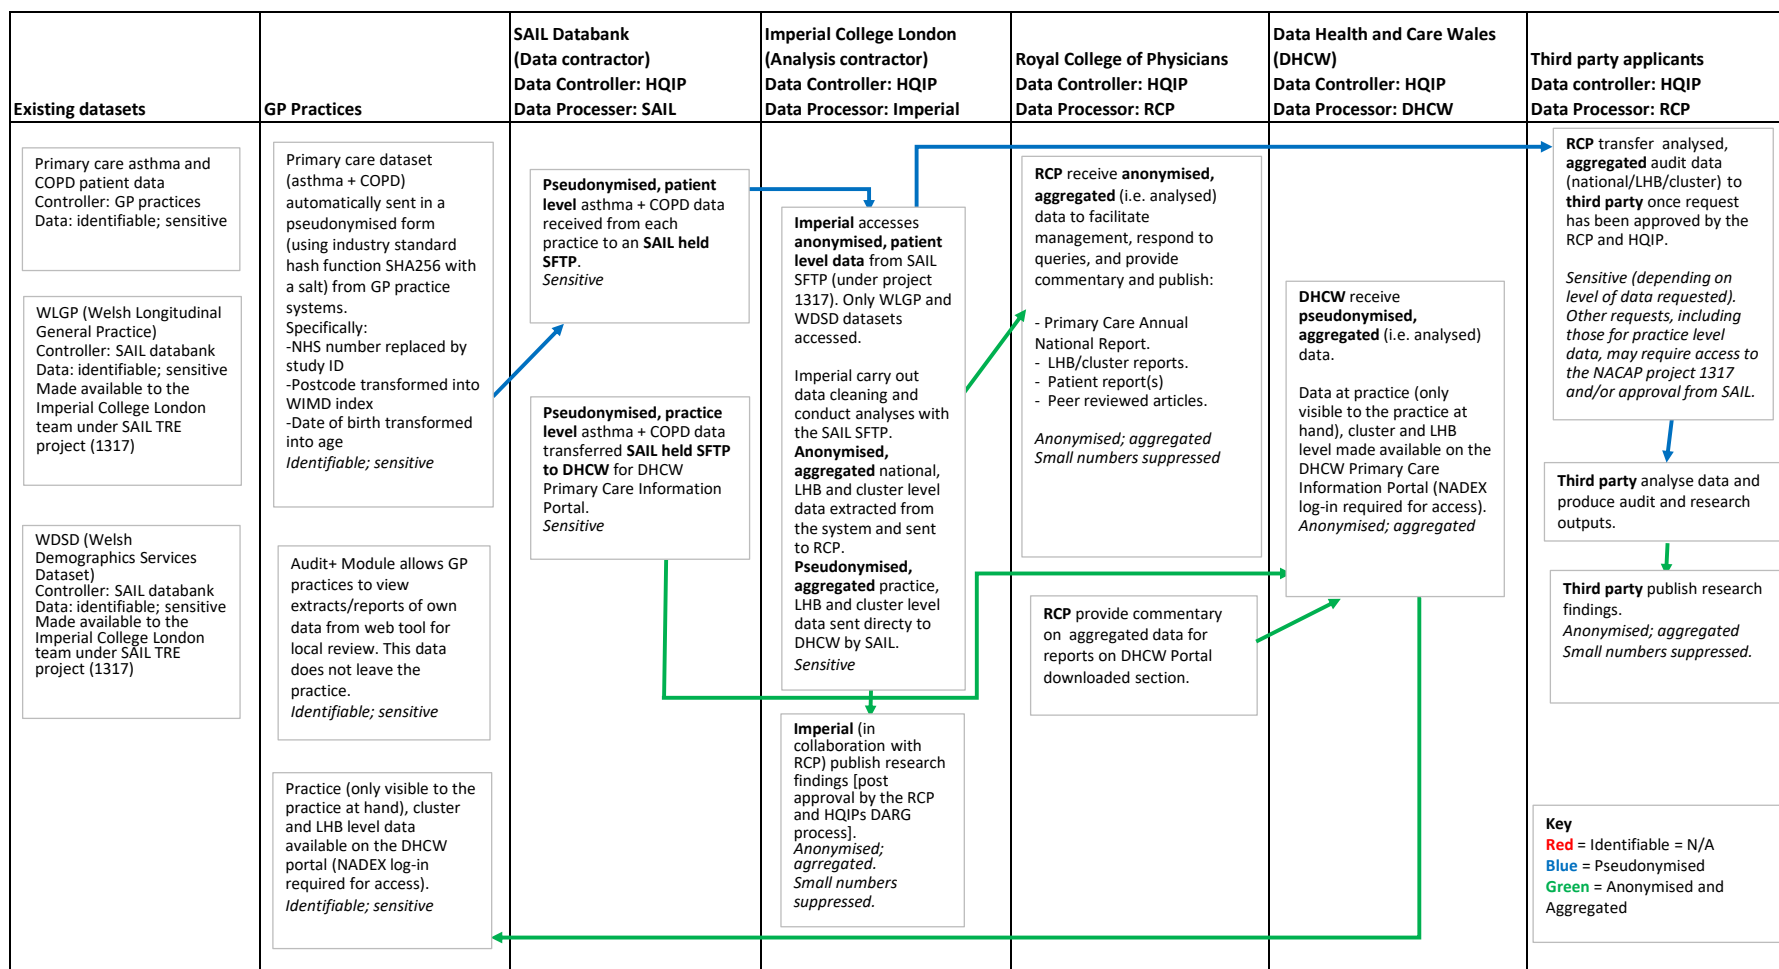 Existing datasets
GP Practices
SAIL Databank
(Data contractor)
Data Controller: HQIP
Data Processer: SAIL
Imperial College London
(Analysis contractor)
Data Controller: HQIP
Data Processor: Imperial
Royal College of Physicians
Data Controller: HQIP
Data Processor: RCP
Data Health and Care Wales
(DHCW)
Data Controller: HQIP
Data Processor: DHCW
Third party applicants
Data controller: HQIP
Data Processor: RCP
Primary care asthma and
COPD patient data
Controller: GP practices
Data: identifiable; sensitive
WLGP (Welsh Longitudinal
General Practice)
Controller: SAIL databank
Data: identifiable; sensitive
Made available to the
Imperial College London
team under SAIL TRE
project (1317)
WDSD (Welsh
Demographics Services
Dataset)
Controller: SAIL databank
Data: identifiable; sensitive
Made available to the
Imperial College London
team under SAIL TRE
project (1317)
Primary care dataset
(asthma + COPD)
automatically sent in a
pseudonymised form
(using industry standard
hash function SHA256 with
a salt) from GP practice
systems.
Specifically:
-NHS number replaced by
study ID
-Postcode transformed into
WIMD index
-Date of birth transformed
into age
Identifiable; sensitive
Audit+ Module allows GP
practices to view
extracts/reports of own
data from web tool for
local review. This data
does not leave the
practice.
Identifiable; sensitive
Practice (only visible to the
practice at hand), cluster
and LHB level data
available on the DHCW
portal (NADEX log-in
required for access).
Identifiable; sensitive
Pseudonymised, patient
level asthma + COPD data
received from each
practice to an SAIL held
SFTP.
Sensitive
Pseudonymised, practice
level asthma + COPD data
transferred SAIL held SFTP
to DHCW for DHCW
Primary Care Information
Portal.
Sensitive
Imperial accesses
anonymised, patient
level data from SAIL
SFTP (under project
1317). Only WLGP and
WDSD datasets
accessed.
Imperial carry out
data cleaning and
conduct analyses with
the SAIL SFTP.
Anonymised,
aggregated national,
LHB and cluster level
data extracted from
the system and sent
to RCP.
Pseudonymised,
aggregated practice,
LHB and cluster level
data sent directy to
DHCW by SAIL.
Sensitive
Imperial (in
collaboration with
RCP) publish research
findings [post
approval by the RCP
and HQIPs DARG
process].
Anonymised;
agrregated.
Small numbers
suppressed.
RCP receive anonymised,
aggregated (i.e. analysed)
data to facilitate
management, respond to
queries, and provide
commentary and publish:
- Primary Care Annual
National Report.
- LHB/cluster reports.
- Patient report(s)
- Peer reviewed articles.
Anonymised; aggregated
Small numbers suppressed
RCP provide commentary
on aggregated data for
reports on DHCW Portal
downloaded section.
DHCW receive
pseudonymised,
aggregated (i.e. analysed)
data.
Data at practice (only
visible to the practice at
hand), cluster and LHB
level made available on the
DHCW Primary Care
Information Portal (NADEX
log-in required for access).
Anonymised; aggregated
RCP transfer analysed,
aggregated audit data
(national/LHB/cluster) to
third party once request
has been approved by the
RCP and HQIP.
Sensitive (depending on
level of data requested).
Other requests, including
those for practice level
data, may require access to
the NACAP project 1317
and/or approval from SAIL.
Third party analyse data and
produce audit and research
outputs.
Third party publish research
findings.
Anonymised; aggregated
Small numbers suppressed.
Key
Red = Identifiable = N/A
Blue = Pseudonymised
Green = Anonymised and
Aggregated